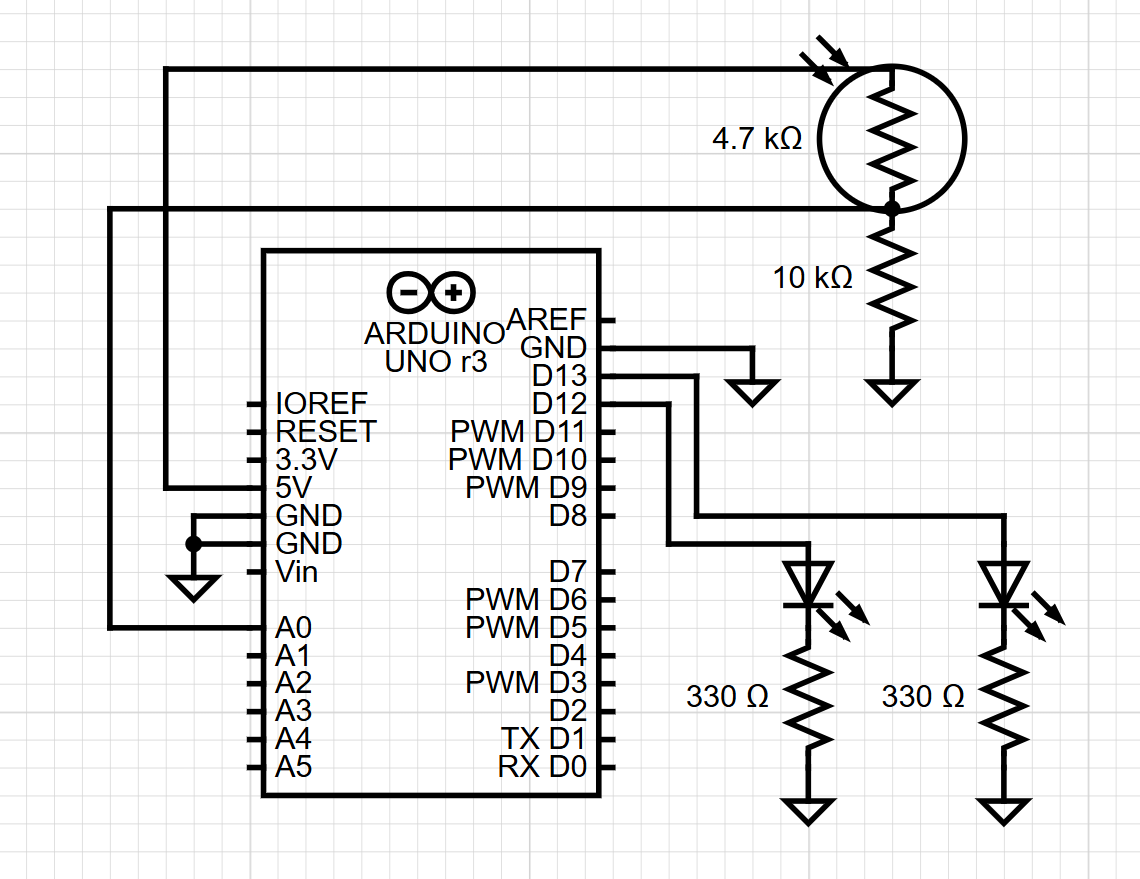 4.7 kΩ
10 kΩ
ARDUINO
UNO r3
AREF
GND
D13
D12
PWM D11
PWM D10
PWM D9
D8
D7
PWM D6
PWM D5
D4
PWM D3
D2
TX D1
RX D0
IOREF
RESET
3.3V
5V
GND
GND
Vin
A0
A1
A2
A3
A4
A5
330 Ω
330 Ω